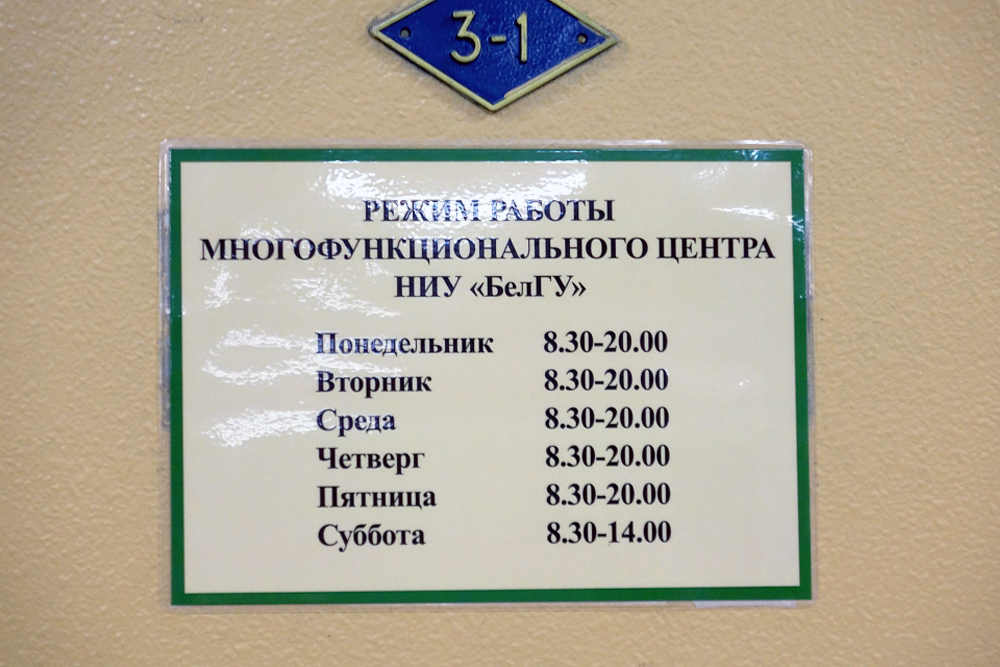 3-1
РЕЖИМ РАБОТЫ
МНОГОФУНКЦИОНАЛЬНОГО ЦЕНТРА
НИУ «БелГУ»
Понедельник 8.30-20.00
Вторник 8.30-20.00
Среда 8.30-20.00
Четверг 8.30-20.00
Пятница 8.30-20.00
Суббота 8.30-14.00